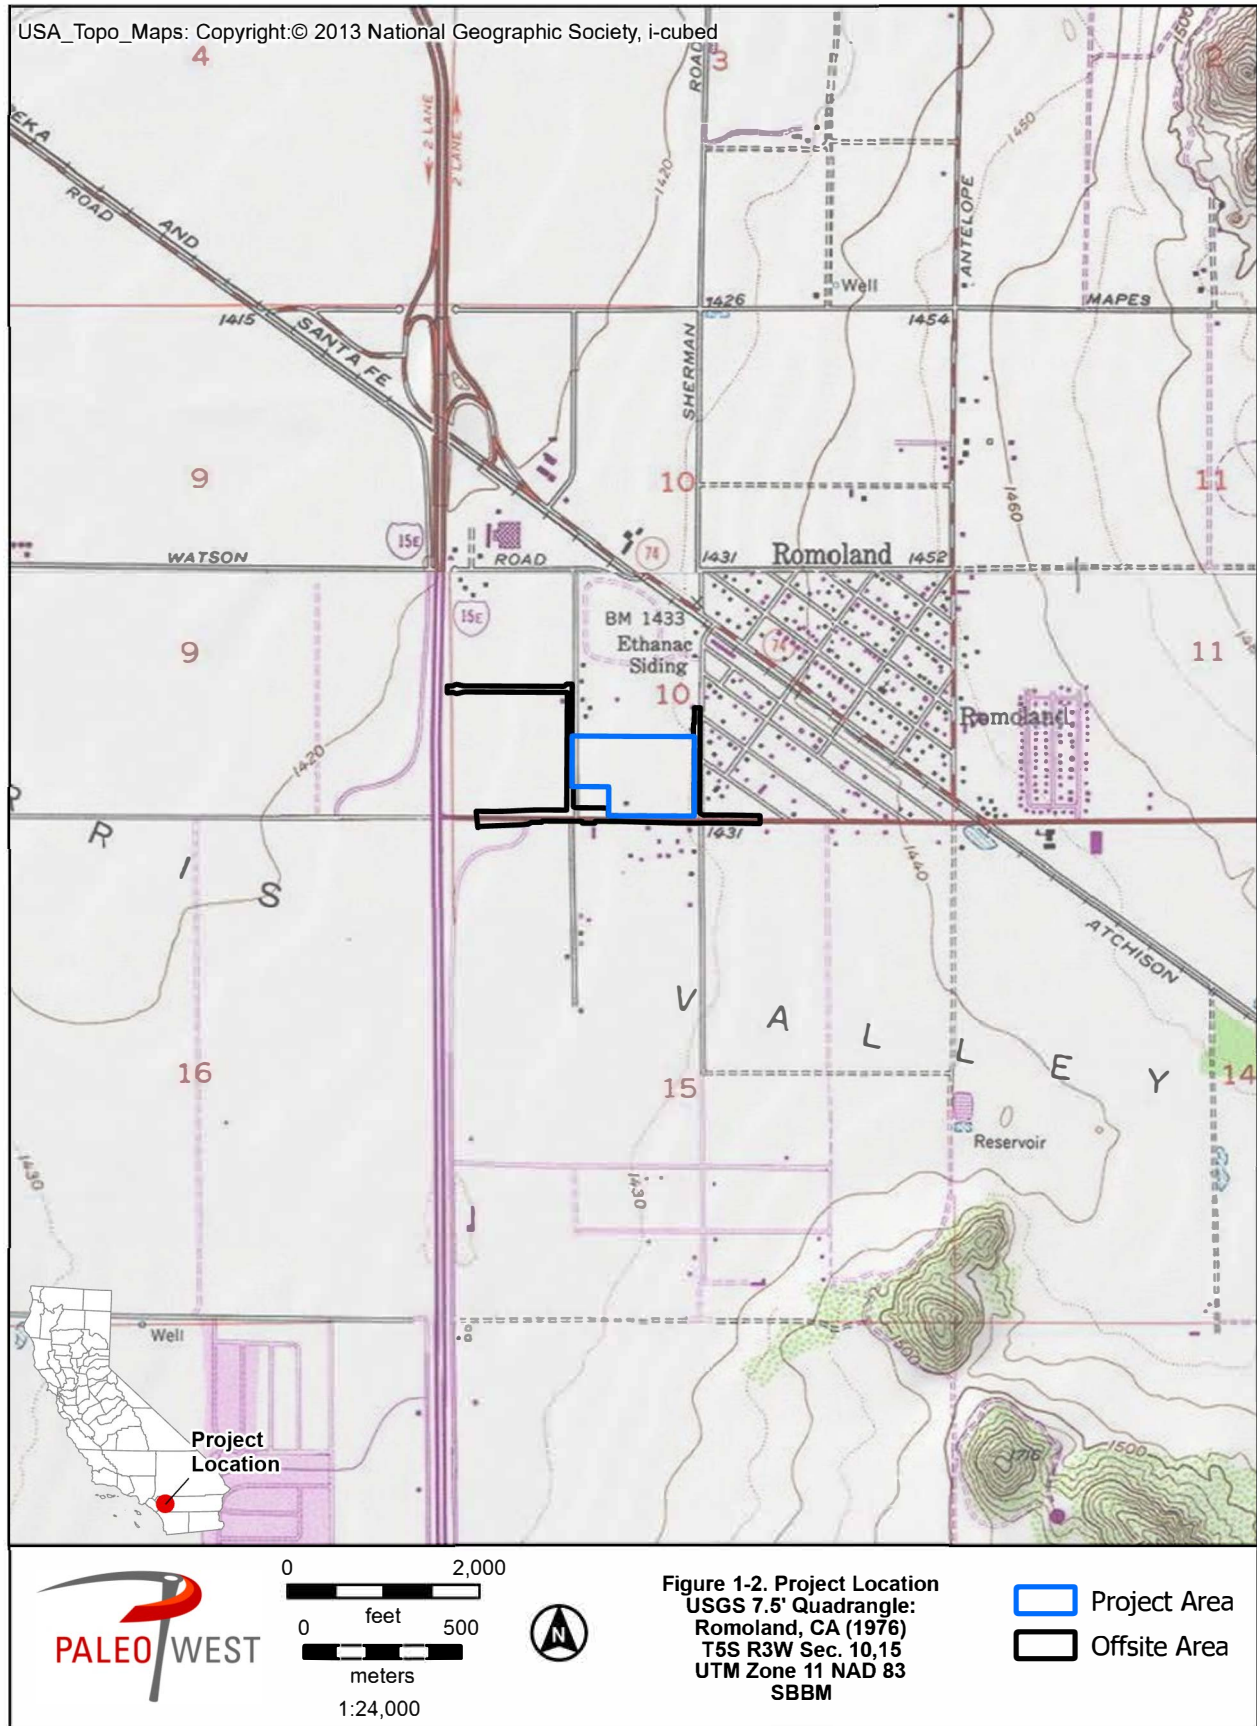 USA_Topo_Maps: Copyright:© 2013 National Geographic Society, i-cubed
4
3
2
ROAD
1500
EKA
ROAD
AND
2 LANE
2 LANE
1420
1450
ANTELOPE
Well
1426
MAPES
1415
SANTA FE
1454
SHERMAN
9
10
11
1460
15E
74
WATSON
ROAD
1431
Romoland
1452
15E
BM 1433
Ethanac
Siding
74
9
10
11
Romoland
1420
R
I
S
1431
1440
ATCHISON
V
A
L
L
E
Y
16
15
14
Reservoir
1430
1430
Well
1500
1716
1500
Project
Location
PALEO WEST
0 2,000
feet
0 500
meters
1:24,000
N
Figure 1-2. Project Location
USGS 7.5' Quadrangle:
Romoland, CA (1976)
T5S R3W Sec. 10,15
UTM Zone 11 NAD 83
SBBM
Project Area
Offsite Area